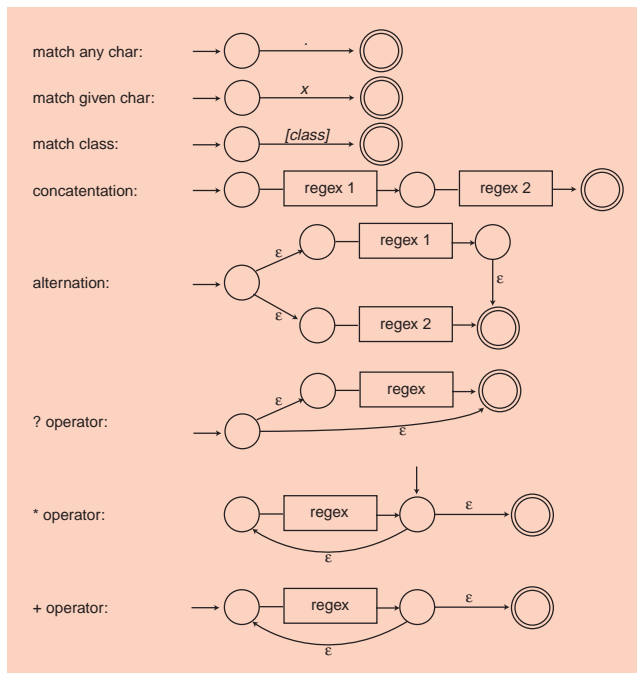 match any char: .
match given char: x
match class: [class]
concatentation: regex 1 regex 2
regex 1
ε
alternation: ε
ε
regex 2
regex
ε
? operator: ε
* operator: regex ε
ε
+ operator: regex ε
ε